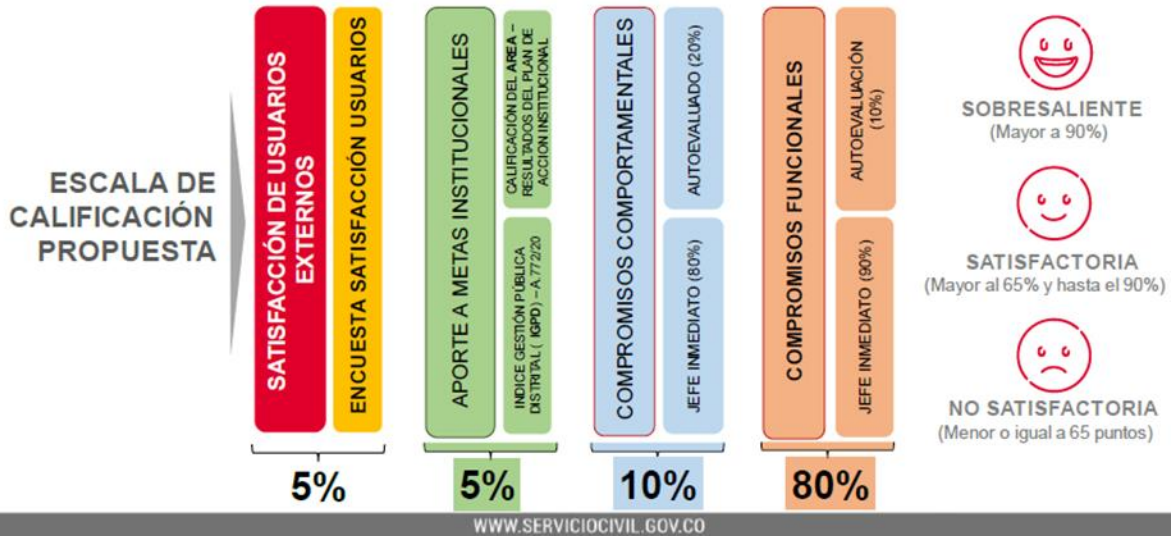 ESCALA DE
CALIFICACIÓN
PROPUESTA
SATISFACCIÓN DE USUARIOS
EXTERNOS
ENCUESTA SATISFACCIÓN USUARIOS
5%
APORTE A METAS INSTITUCIONALES
CALIFICACIÓN DEL AREA –
RESULTADOS DEL PLAN DE
ACCION INSTITUCIONAL
INDICE GESTIÓN PÚBLICA
DISTRITAL ( IGPD) – A.772/20
5%
COMPROMISOS COMPORTAMENTALES
AUTOEVALUADO (20%)
JEFE INMEDIATO (80%)
10%
COMPROMISOS FUNCIONALES
AUTOEVALUACIÓN
(10%)
JEFE INMEDIATO (90%)
80%
SOBRESALIENTE
(Mayor a 90%)
SATISFACTORIA
(Mayor al 65% y hasta el 90%)
NO SATISFACTORIA
(Menor o igual a 65 puntos)
WWW.SERVICIOCIVIL.GOV.CO